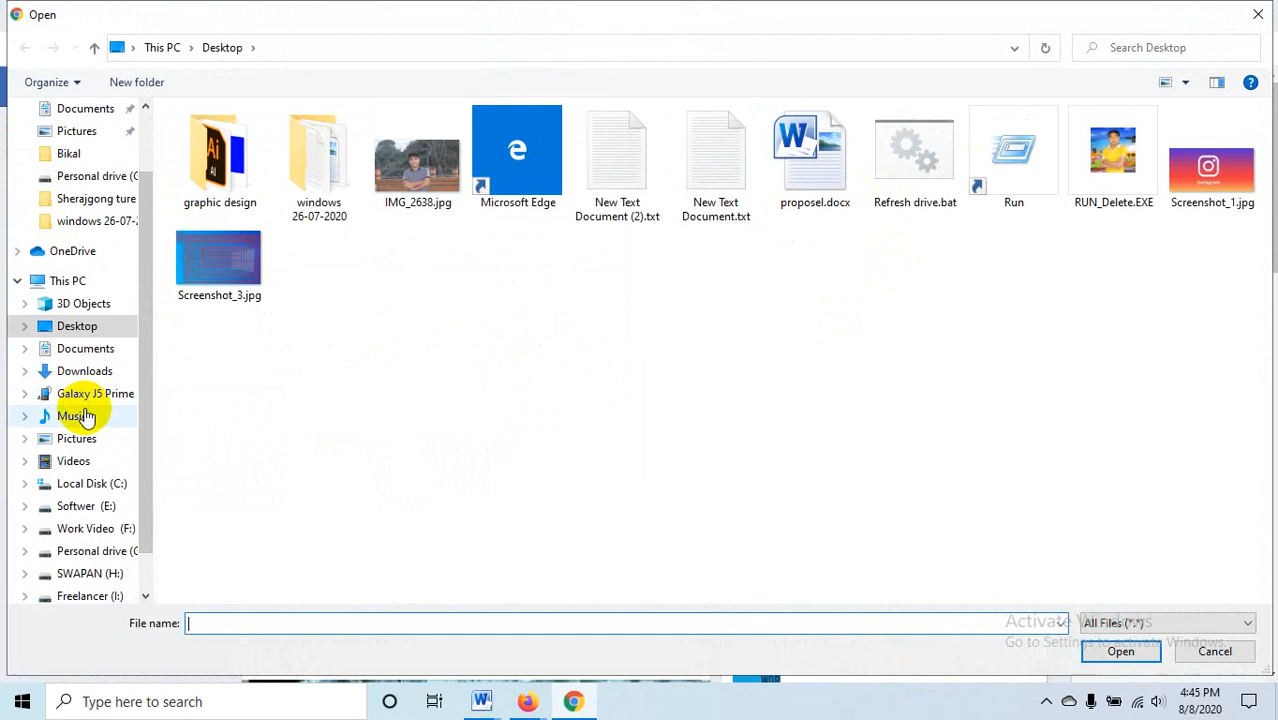 Open
This PC
Desktop
Search Desktop
Organize
New folder
Documents
Pictures
Bikal
Personal drive (G
Sherajgong ture
windows 26-07-2
OneDrive
This PC
3D Objects
Desktop
Documents
Downloads
Galaxy J5 Prime
Music
Pictures
Videos
Local Disk (C:)
Softwer (E:)
Work Video (F:)
Personal drive (G
SWAPAN (H:)
Freelancer (I:)
Ai
AI
graphic design
windows
26-07-2020
IMG_2638.jpg
Microsoft Edge
New Text
Document (2).txt
New Text
Document.txt
proposel.docx
Refresh drive.bat
Run
RUN_Delete.EXE
Instagram
Screenshot_1.jpg
Screenshot_3.jpg
File name:
All Files (*.*)
Activate Windows
Go to Settings to activate Windows.
Open
Cancel
Type here to search
4:45 PM
8/8/2020